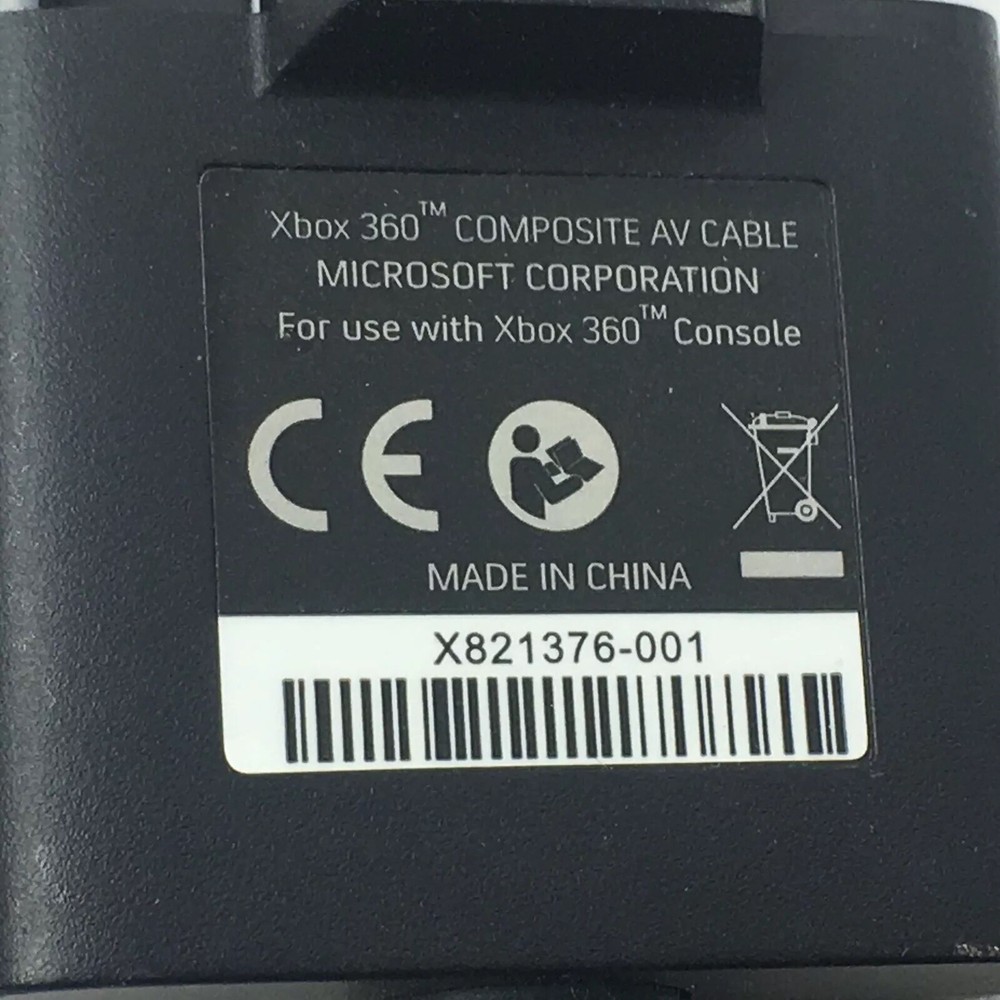 Xbox 360™ COMPOSITE AV CABLE
MICROSOFT CORPORATION
For use with Xbox 360™ Console
CE
MADE IN CHINA
X821376-001